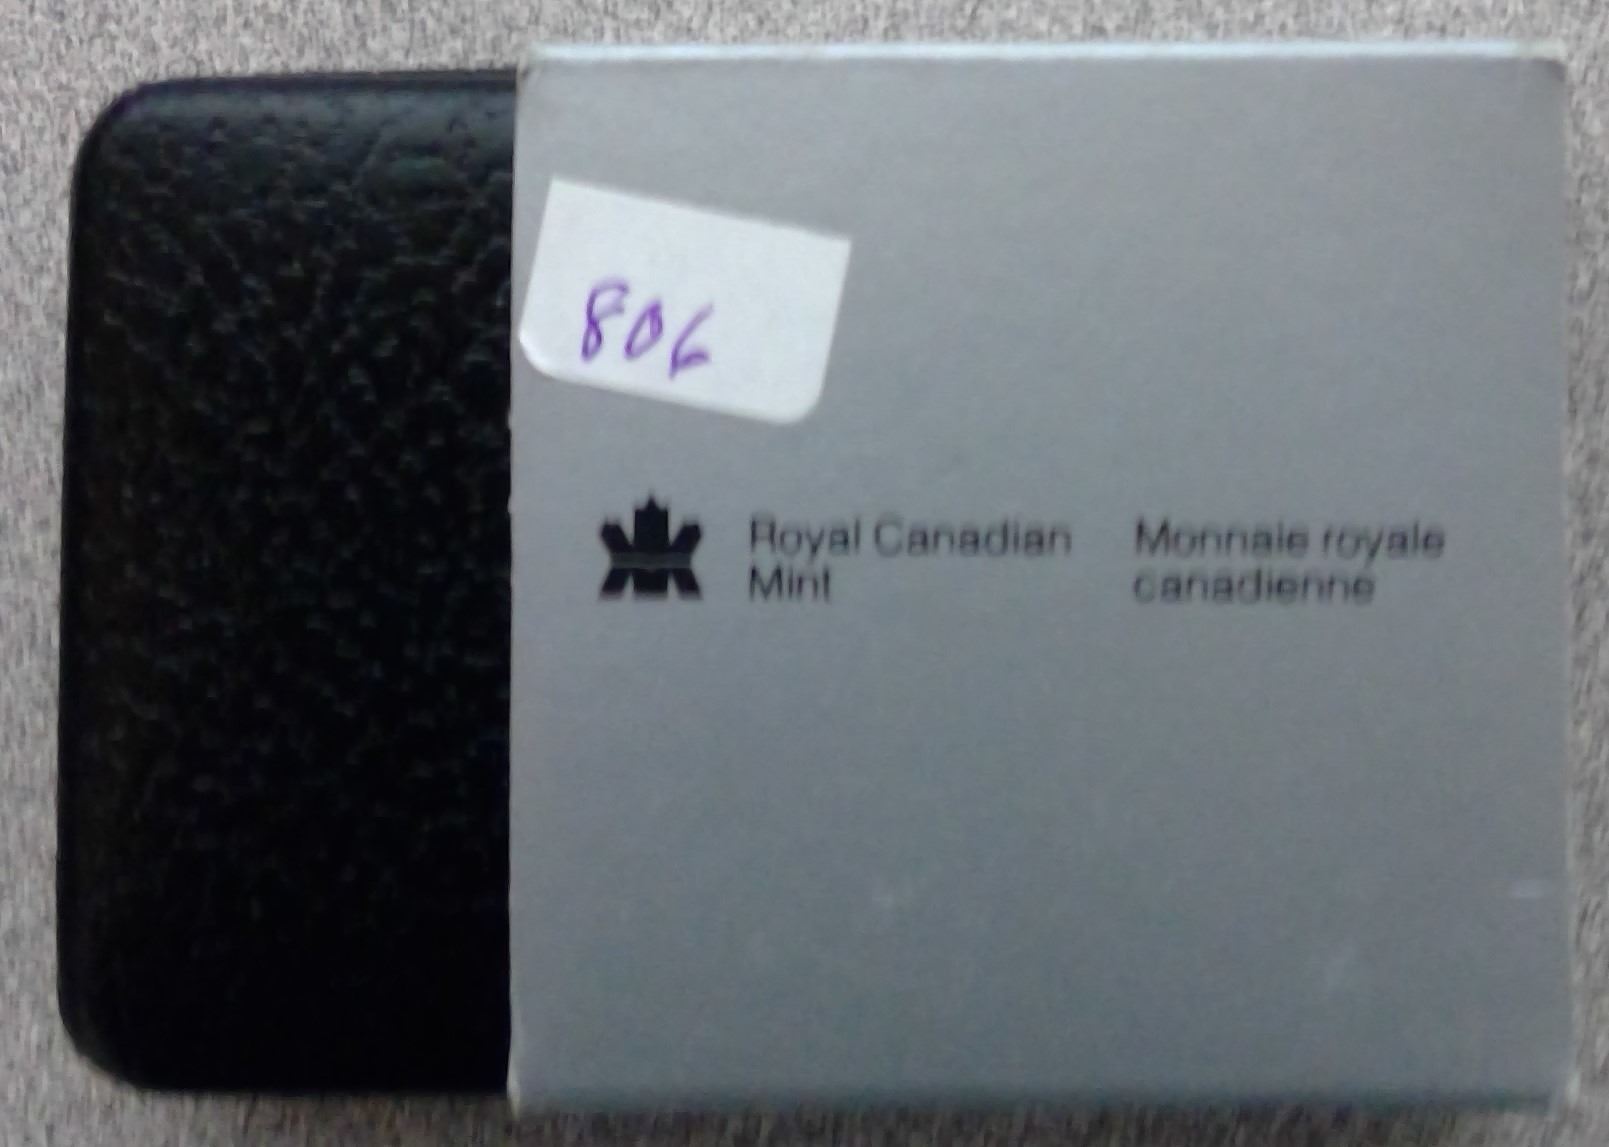 806
Royal Canadian
Mint
Monnaie royale
canadienne